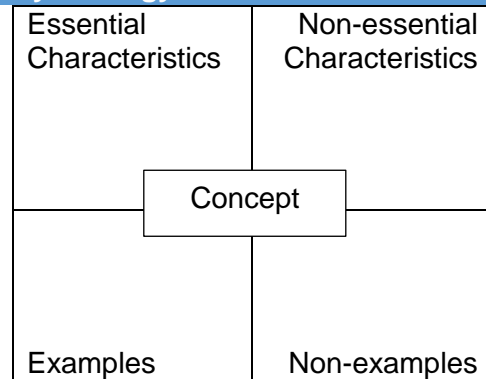 Essential
Characteristics
Non-essential
Characteristics
Concept
Examples
Non-examples